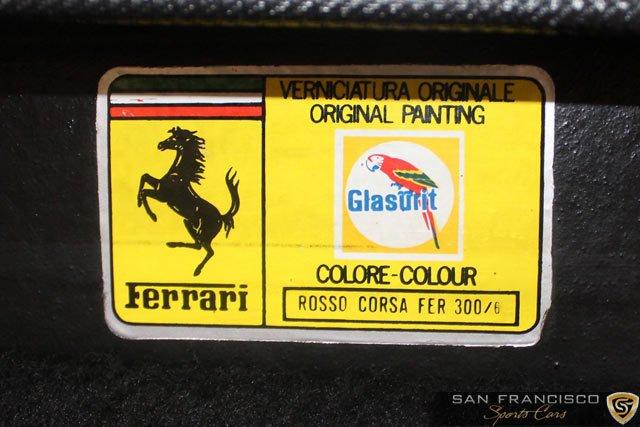 VERNICIATURA ORIGINALE
ORIGINAL PAINTING
Glasurit
COLORE-COLOUR
Ferrari
ROSSO CORSA FER 300/6
SAN FRANCISCO
Sports Cars